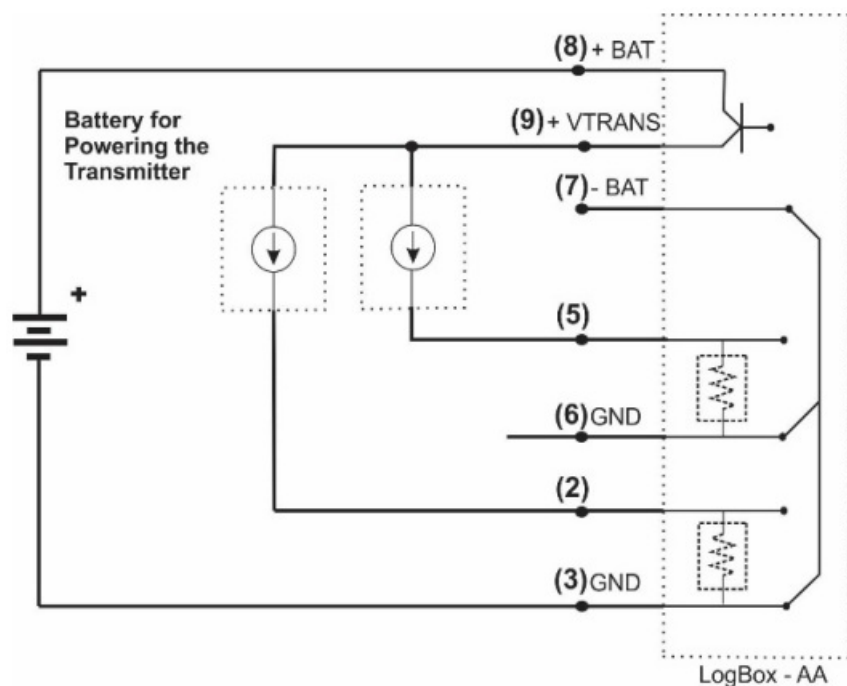 (8) + BAT
Battery for
Powering the
Transmitter
(9) + VTRANS
(7) - BAT
+
(5)
(6) GND
(2)
(3) GND
LogBox - AA